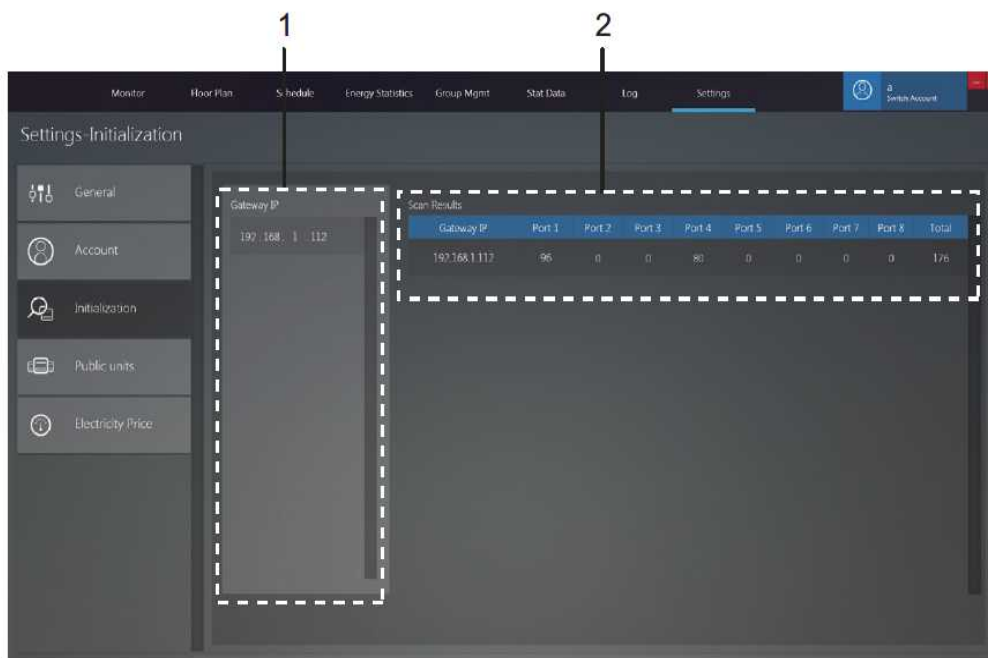 1 2
Monitor Floor Plan Schedule Energy Statistics Group Mgmt Stat Data Log Settings a
Switch Account
Settings-Initialization
General
Account
Initialization
Public units
Electricity Price
Gateway IP
192 .168 . 1 .112
Scan Results
Gateway IP Port 1 Port 2 Port 3 Port 4 Port 5 Port 6 Port 7 Port 8 Total
192.168.1.112 96 0 0 80 0 0 0 0 176